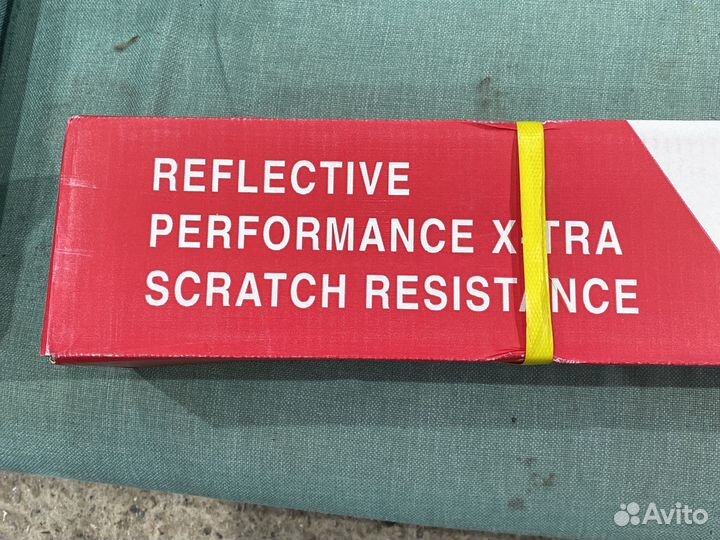 REFLECTIVE
PERFORMANCE X-TRA
SCRATCH RESISTANCE
Avito